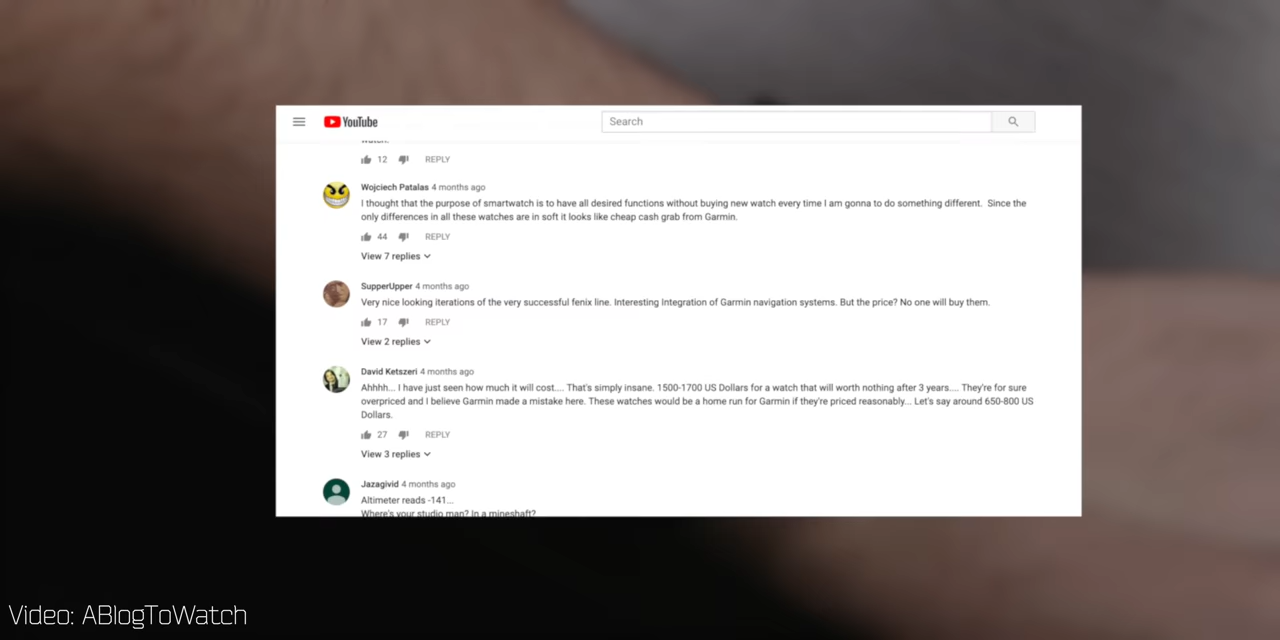 YouTube
Search
watch.
12 REPLY
Wojciech Patalas 4 months ago
I thought that the purpose of smartwatch is to have all desired functions without buying new watch every time I am gonna to do something different. Since the
only differences in all these watches are in soft it looks like cheap cash grab from Garmin.
44 REPLY
View 7 replies
SupperUpper 4 months ago
Very nice looking iterations of the very successful fenix line. Interesting Integration of Garmin navigation systems. But the price? No one will buy them.
17 REPLY
View 2 replies
David Ketszeri 4 months ago
Ahhhh... I have just seen how much it will cost.... That's simply insane. 1500-1700 US Dollars for a watch that will worth nothing after 3 years.... They're for sure
overpriced and I believe Garmin made a mistake here. These watches would be a home run for Garmin if they're priced reasonably... Let's say around 650-800 US
Dollars.
27 REPLY
View 3 replies
Jazagivid 4 months ago
Altimeter reads -141...
Where's your studio man? In a mineshaft?
Video: ABlogToWatch